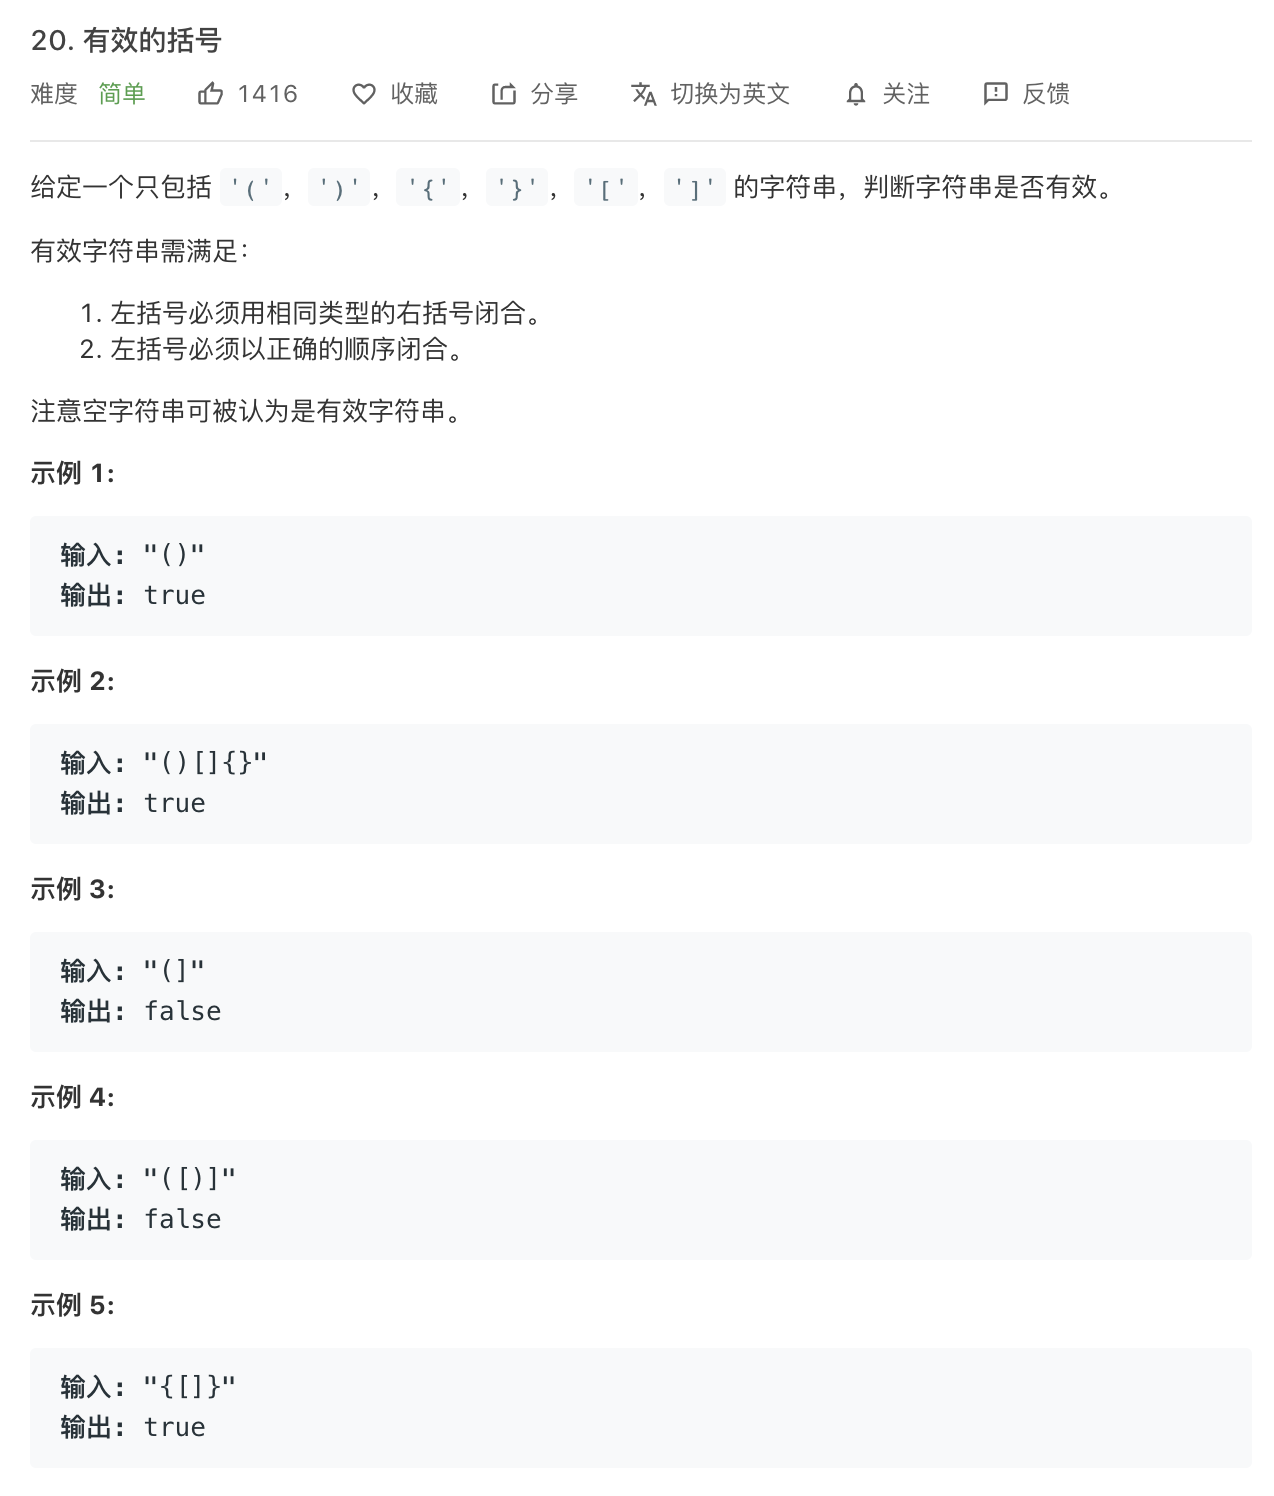 20. 有效的括号
难度 简单 1416 收藏 分享 切换为英文 关注 反馈
给定一个只包括 '('，')'，'{'，'}'，'['，']' 的字符串，判断字符串是否有效。
有效字符串需满足：
1. 左括号必须用相同类型的右括号闭合。
2. 左括号必须以正确的顺序闭合。
注意空字符串可被认为是有效字符串。
示例 1:
输入: "()"
输出: true
示例 2:
输入: "()[]{}"
输出: true
示例 3:
输入: "(]"
输出: false
示例 4:
输入: "([)]"
输出: false
示例 5:
输入: "{[]}"
输出: true